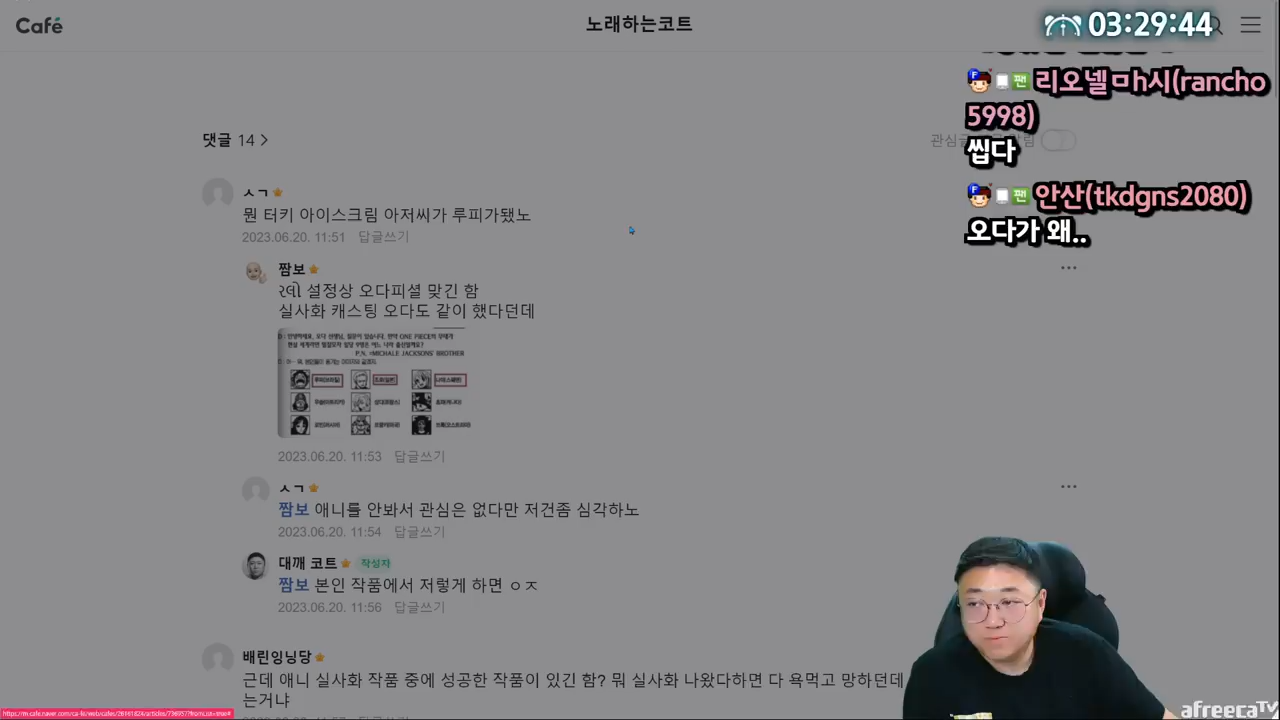 Café
노래하는코트
03:29:44
리오넬ㅁh시(rancho
5998)
씹다
안산(tkdgns2080)
오다가 왜..
댓글 14 >
ㅅㄱ
뭔 터키 아이스크림 아저씨가 루피가됐노
2023.06.20. 11:51 답글쓰기
짬보
설정상 오다피셜 맞긴 함
실사화 캐스팅 오다도 같이 했다던데
P.N. =MICHALE JACKSONS' BROTHER
2023.06.20. 11:53 답글쓰기
ㅅㄱ
짬보 애니를 안봐서 관심은 없다만 저건좀 심각하노
2023.06.20. 11:54 답글쓰기
대깨 코트 작성자
짬보 본인 작품에서 저렇게 하면 ㅇㅈ
2023.06.20. 11:56 답글쓰기
배린잉닝당
근데 애니 실사화 작품 중에 성공한 작품이 있긴 함? 뭐 실사화 나왔다하면 다 욕먹고 망하던데
는거냐
afreecaTV